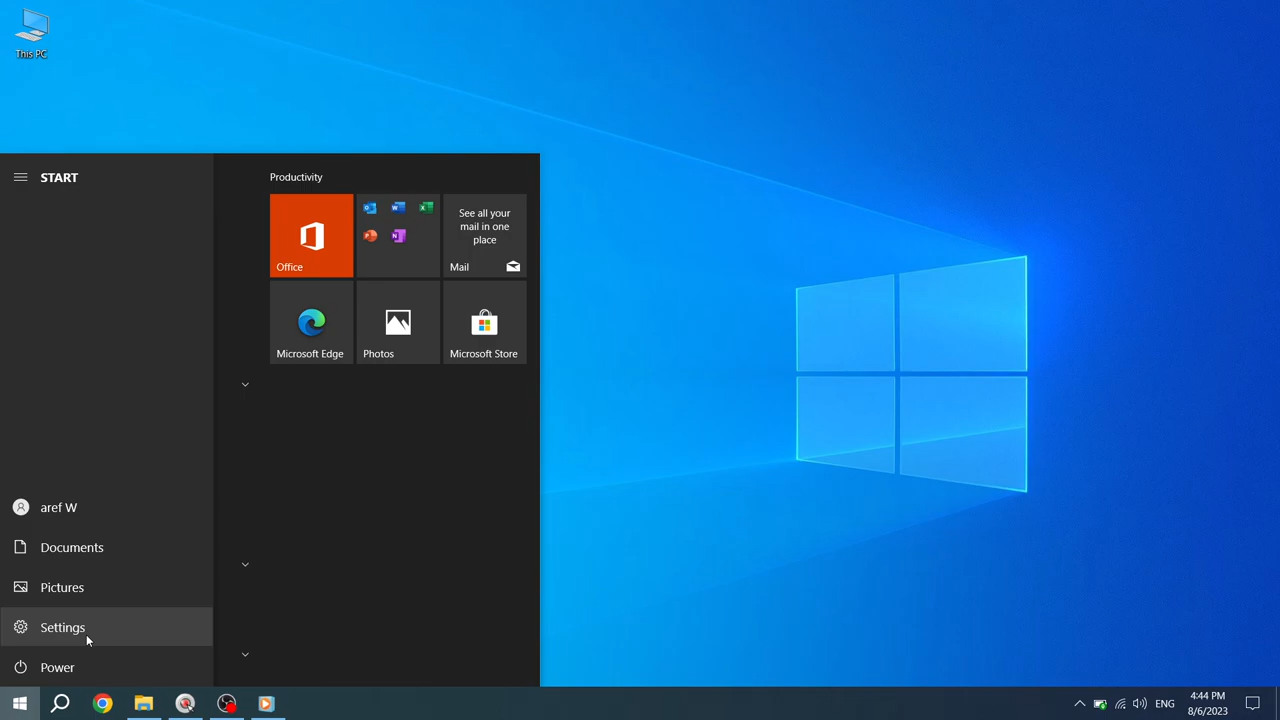 This PC
START
Productivity
Office
See all your
mail in one
place
Mail
Microsoft Edge
Photos
Microsoft Store
aref W
Documents
Pictures
Settings
Power
ENG
4:44 PM
8/6/2023